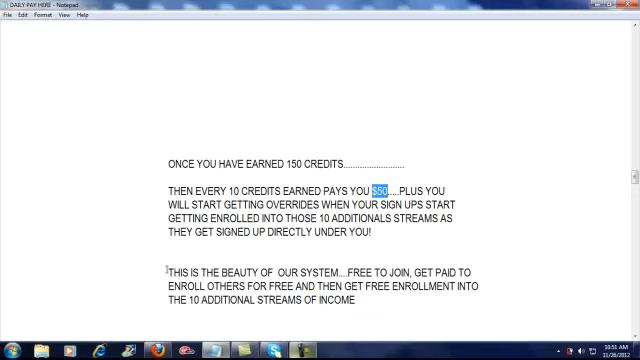 DAILY PAY HERE - Notepad
File Edit Format View Help
ONCE YOU HAVE EARNED 150 CREDITS..........................
THEN EVERY 10 CREDITS EARNED PAYS YOU $50.....PLUS YOU
WILL START GETTING OVERRIDES WHEN YOUR SIGN UPS START
GETTING ENROLLED INTO THOSE 10 ADDITIONALS STREAMS AS
THEY GET SIGNED UP DIRECTLY UNDER YOU!
THIS IS THE BEAUTY OF OUR SYSTEM....FREE TO JOIN, GET PAID TO
ENROLL OTHERS FOR FREE AND THEN GET FREE ENROLLMENT INTO
THE 10 ADDITIONAL STREAMS OF INCOME
10:51 AM
11/26/2012